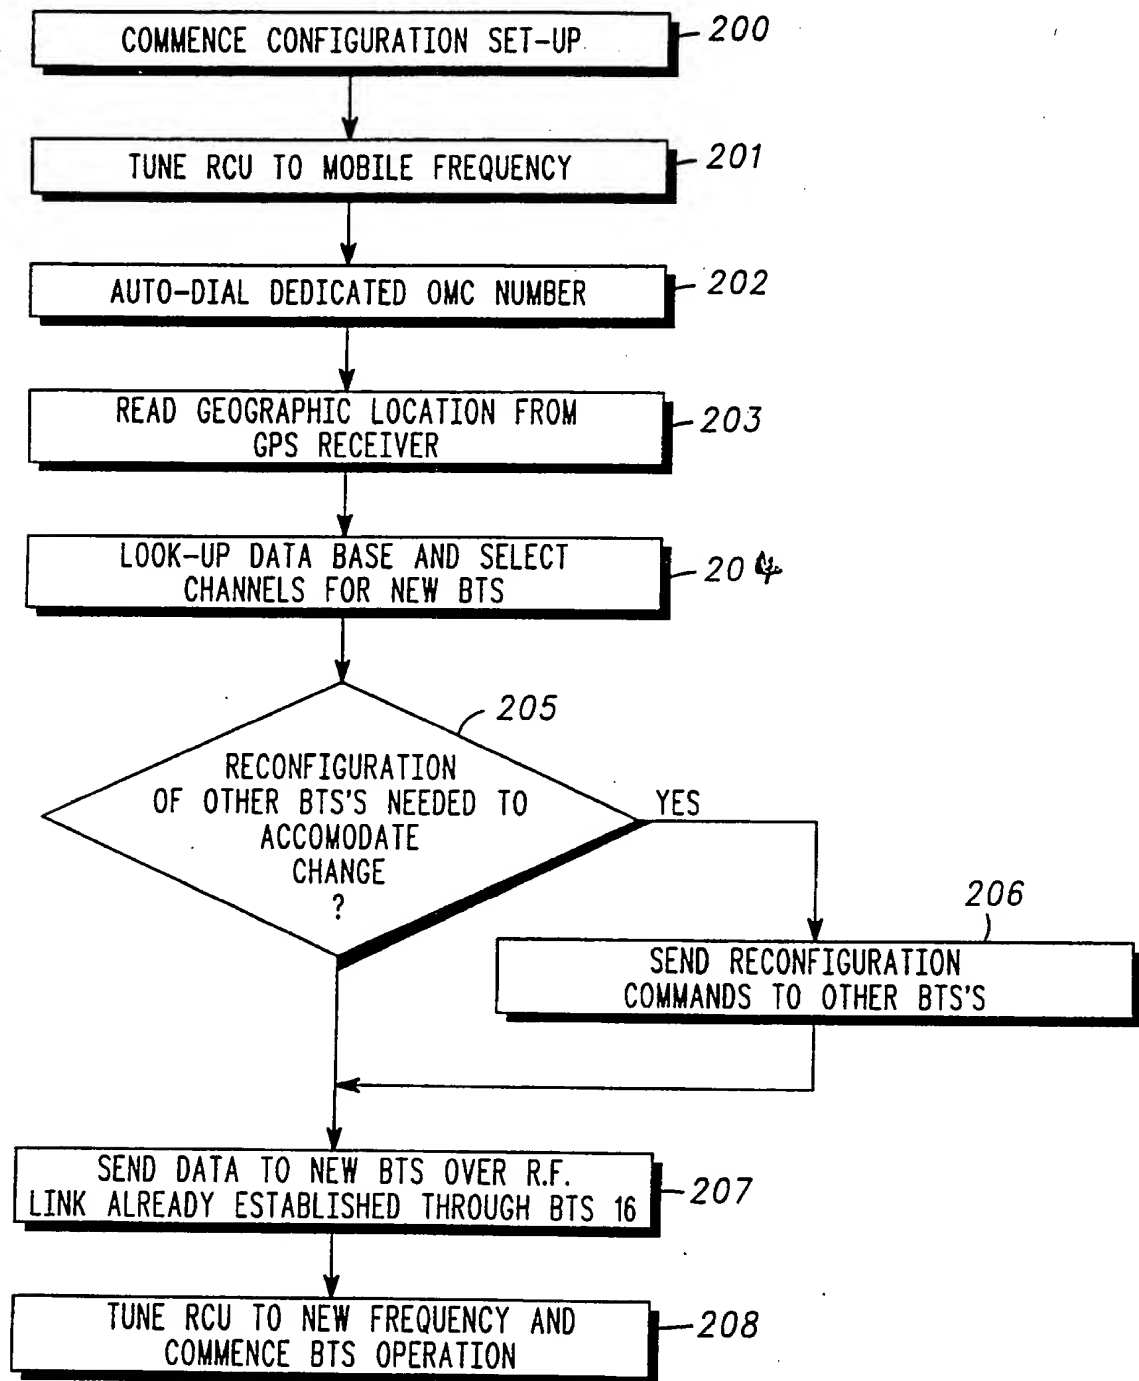 COMMENCE CONFIGURATION SET-UP
200
TUNE RCU TO MOBILE FREQUENCY
201
AUTO-DIAL DEDICATED OMC NUMBER
202
READ GEOGRAPHIC LOCATION FROM
GPS RECEIVER
203
LOOK-UP DATA BASE AND SELECT
CHANNELS FOR NEW BTS
204
205
RECONFIGURATION
OF OTHER BTS'S NEEDED TO
ACCOMODATE
CHANGE
?
YES
206
SEND RECONFIGURATION
COMMANDS TO OTHER BTS'S
SEND DATA TO NEW BTS OVER R.F.
LINK ALREADY ESTABLISHED THROUGH BTS 16
207
TUNE RCU TO NEW FREQUENCY AND
COMMENCE BTS OPERATION
208